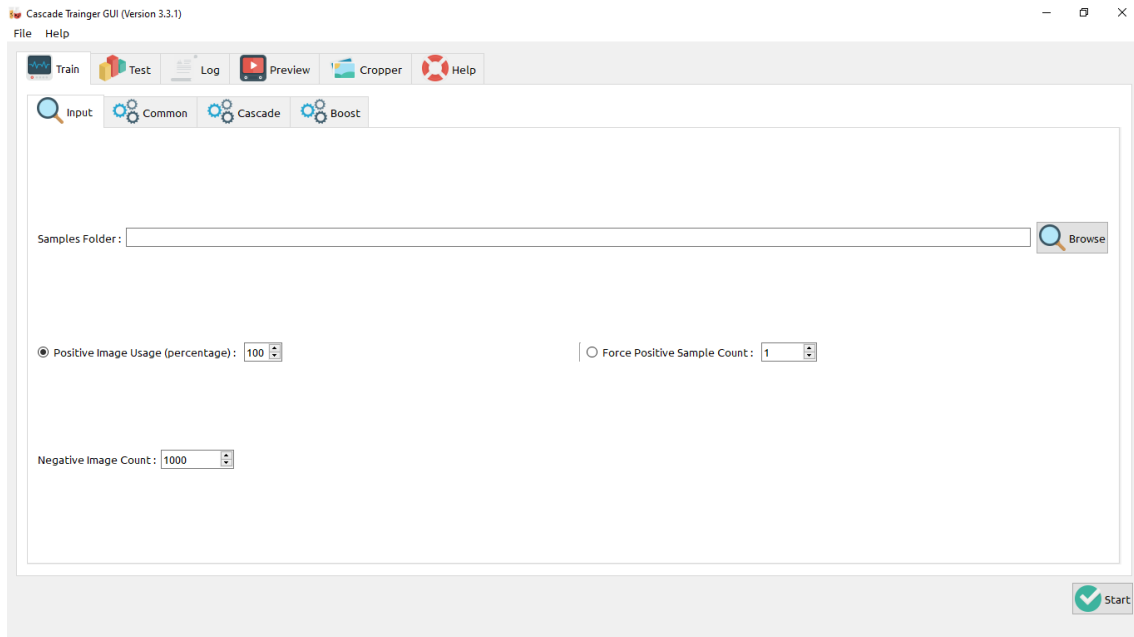 Cascade Trainger GUI (Version 3.3.1)
File Help
Train Test Log Preview Cropper Help
Input Common Cascade Boost
Samples Folder : Browse
Positive Image Usage (percentage) : 100 Force Positive Sample Count : 1
Negative Image Count : 1000
Start